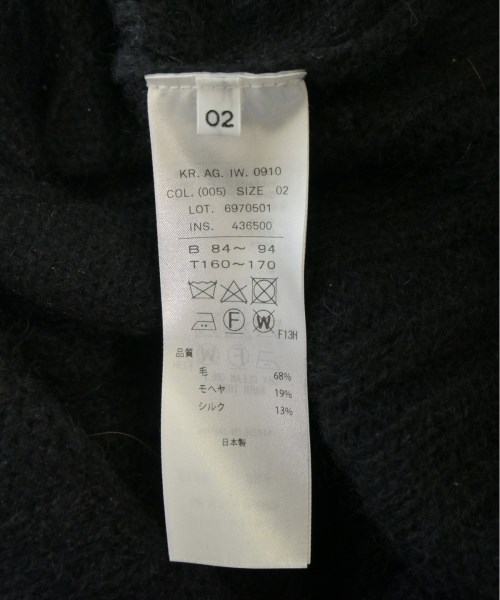 02
KR. AG. IW. 0910
COL. (005) SIZE 02
LOT. 6970501
INS. 436500
B 84～ 94
T160～170
F W F13H
品質
毛 68%
モヘヤ 19%
シルク 13%
日本製